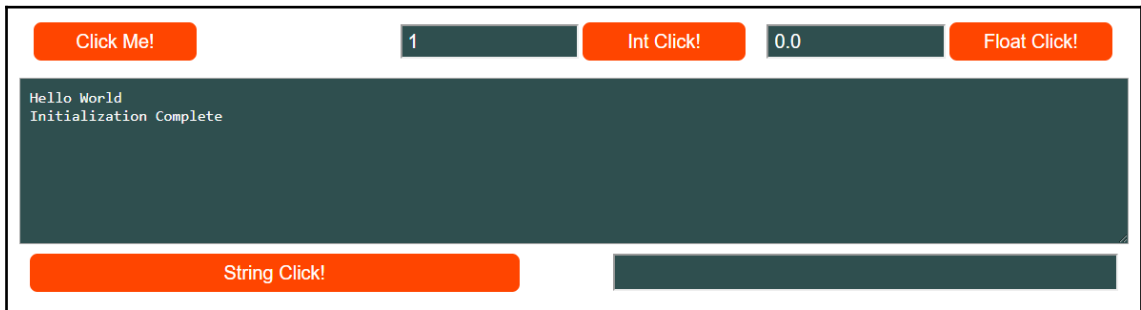 Click Me! 1 Int Click! 0.0 Float Click!
Hello World
Initialization Complete
String Click!